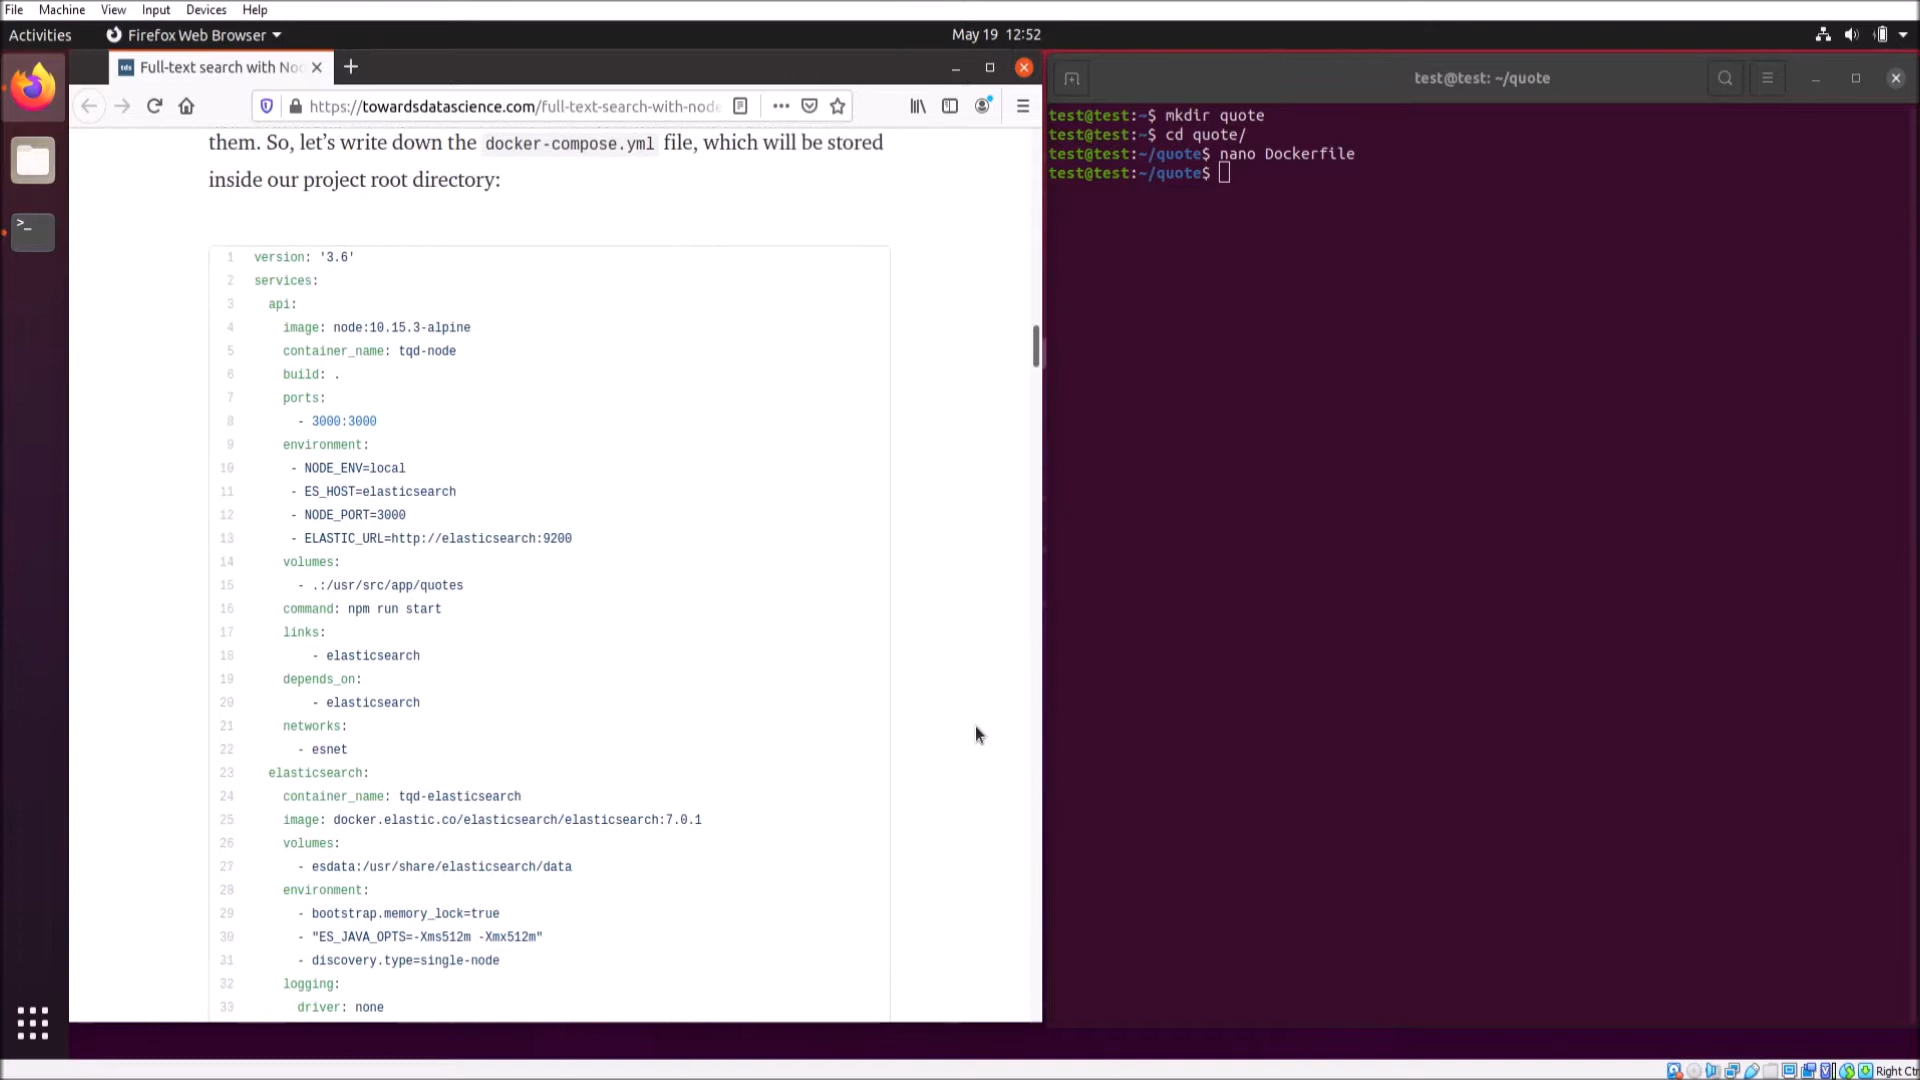 File Machine View Input Devices Help
Activities Firefox Web Browser May 19 12:52
Full-text search with Noc
https://towardsdatascience.com/full-text-search-with-node
them. So, let's write down the docker-compose.yml file, which will be stored
inside our project root directory:
1 version: '3.6'
2 services:
3 api:
4 image: node:10.15.3-alpine
5 container_name: tqd-node
6 build: .
7 ports:
8 - 3000:3000
9 environment:
10 - NODE_ENV=local
11 - ES_HOST=elasticsearch
12 - NODE_PORT=3000
13 - ELASTIC_URL=http://elasticsearch:9200
14 volumes:
15 - .:/usr/src/app/quotes
16 command: npm run start
17 links:
18 - elasticsearch
19 depends_on:
20 - elasticsearch
21 networks:
22 - esnet
23 elasticsearch:
24 container_name: tqd-elasticsearch
25 image: docker.elastic.co/elasticsearch/elasticsearch:7.0.1
26 volumes:
27 - esdata:/usr/share/elasticsearch/data
28 environment:
29 - bootstrap.memory_lock=true
30 - "ES_JAVA_OPTS=-Xms512m -Xmx512m"
31 - discovery.type=single-node
32 logging:
33 driver: none
test@test: ~/quote
test@test:~$ mkdir quote
test@test:~$ cd quote/
test@test:~/quote$ nano Dockerfile
test@test:~/quote$
Right Ctr